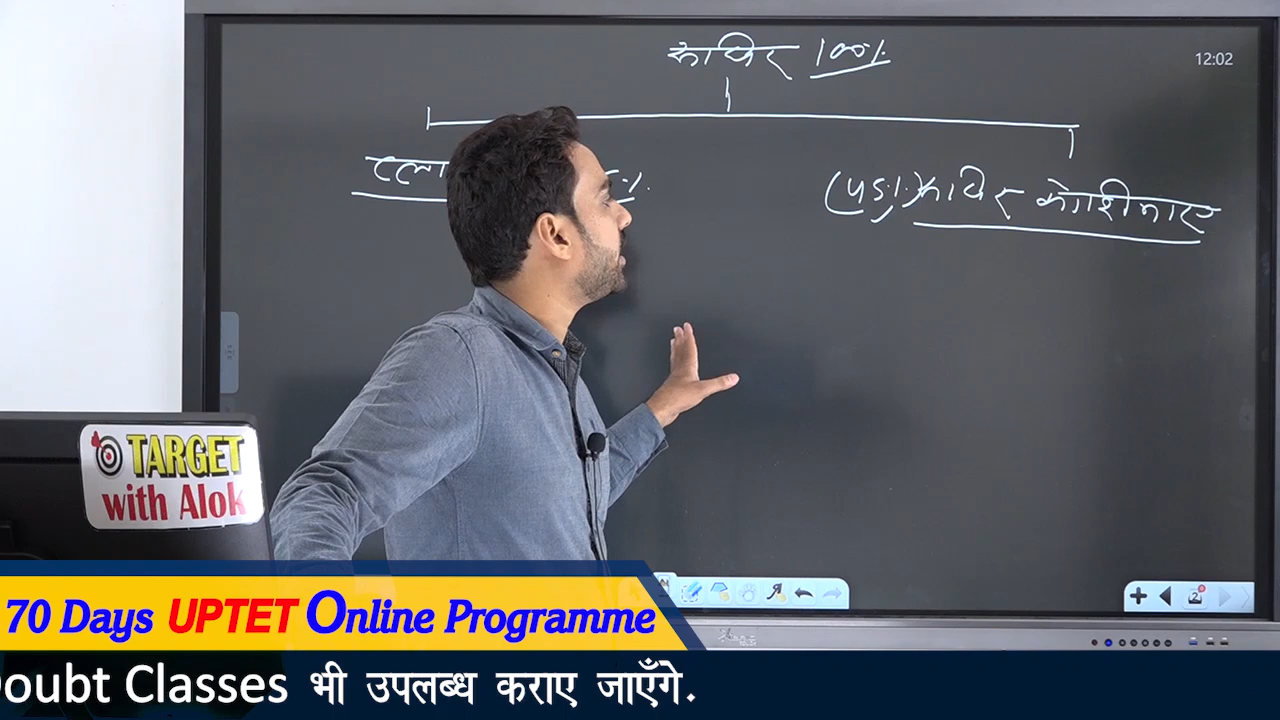 रुधिर 100%
12:02
रुधिर
TARGET
with Alok
70 Days UPTET Online Programme
oubt Classes भी उपलब्ध कराए जाएँगे.